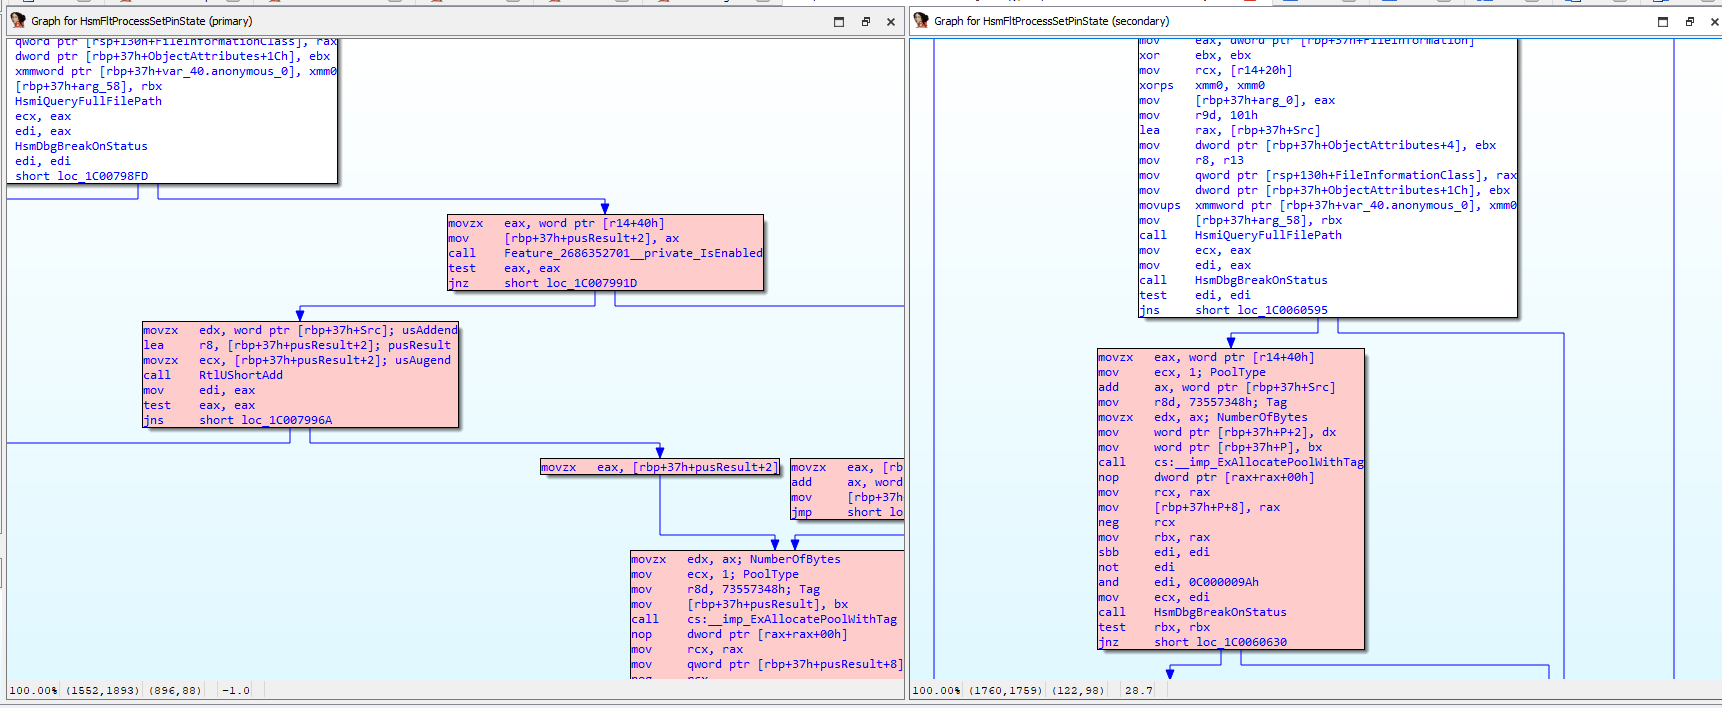 Graph for HsmFltProcessSetPinState (primary)
qword ptr [rsp+130h+FileInformationClass], rax
dword ptr [rbp+37h+ObjectAttributes+1Ch], ebx
xmmword ptr [rbp+37h+var_40.anonymous_0], xmm0
[rbp+37h+arg_58], rbx
HsmiQueryFullFilePath
ecx, eax
edi, eax
HsmDbgBreakOnStatus
edi, edi
short loc_1C00798FD
movzx eax, word ptr [r14+40h]
mov [rbp+37h+pusResult+2], ax
call Feature_2686352701__private_IsEnabled
test eax, eax
jnz short loc_1C007991D
movzx edx, word ptr [rbp+37h+Src]; usAddend
lea r8, [rbp+37h+pusResult+2]; pusResult
movzx ecx, [rbp+37h+pusResult+2]; usAugend
call RtlUShortAdd
mov edi, eax
test eax, eax
jns short loc_1C007996A
movzx eax, [rbp+37h+pusResult+2]
movzx eax, [rb
add ax, word
mov [rbp+37h
jmp short lo
movzx edx, ax; NumberOfBytes
mov ecx, 1; PoolType
mov r8d, 73557348h; Tag
mov [rbp+37h+pusResult], bx
call cs:__imp_ExAllocatePoolWithTag
nop dword ptr [rax+rax+00h]
mov rcx, rax
mov qword ptr [rbp+37h+pusResult+8]
neg rcx
100.00% (1552,1893) (896,88) -1.0
Graph for HsmFltProcessSetPinState (secondary)
mov eax, dword ptr [rbp+37h+FileInformation]
xor ebx, ebx
mov rcx, [r14+20h]
xorps xmm0, xmm0
mov [rbp+37h+arg_0], eax
mov r9d, 101h
lea rax, [rbp+37h+Src]
mov dword ptr [rbp+37h+ObjectAttributes+4], ebx
mov r8, r13
mov qword ptr [rsp+130h+FileInformationClass], rax
mov dword ptr [rbp+37h+ObjectAttributes+1Ch], ebx
movups xmmword ptr [rbp+37h+var_40.anonymous_0], xmm0
mov [rbp+37h+arg_58], rbx
call HsmiQueryFullFilePath
mov ecx, eax
mov edi, eax
call HsmDbgBreakOnStatus
test edi, edi
jns short loc_1C0060595
movzx eax, word ptr [r14+40h]
mov ecx, 1; PoolType
add ax, word ptr [rbp+37h+Src]
mov r8d, 73557348h; Tag
movzx edx, ax; NumberOfBytes
mov word ptr [rbp+37h+P+2], dx
mov word ptr [rbp+37h+P], bx
call cs:__imp_ExAllocatePoolWithTag
nop dword ptr [rax+rax+00h]
mov rcx, rax
mov [rbp+37h+P+8], rax
neg rcx
mov rbx, rax
sbb edi, edi
not edi
and edi, 0C000009Ah
mov ecx, edi
call HsmDbgBreakOnStatus
test rbx, rbx
jnz short loc_1C0060630
100.00% (1760,1759) (122,98) 28.7